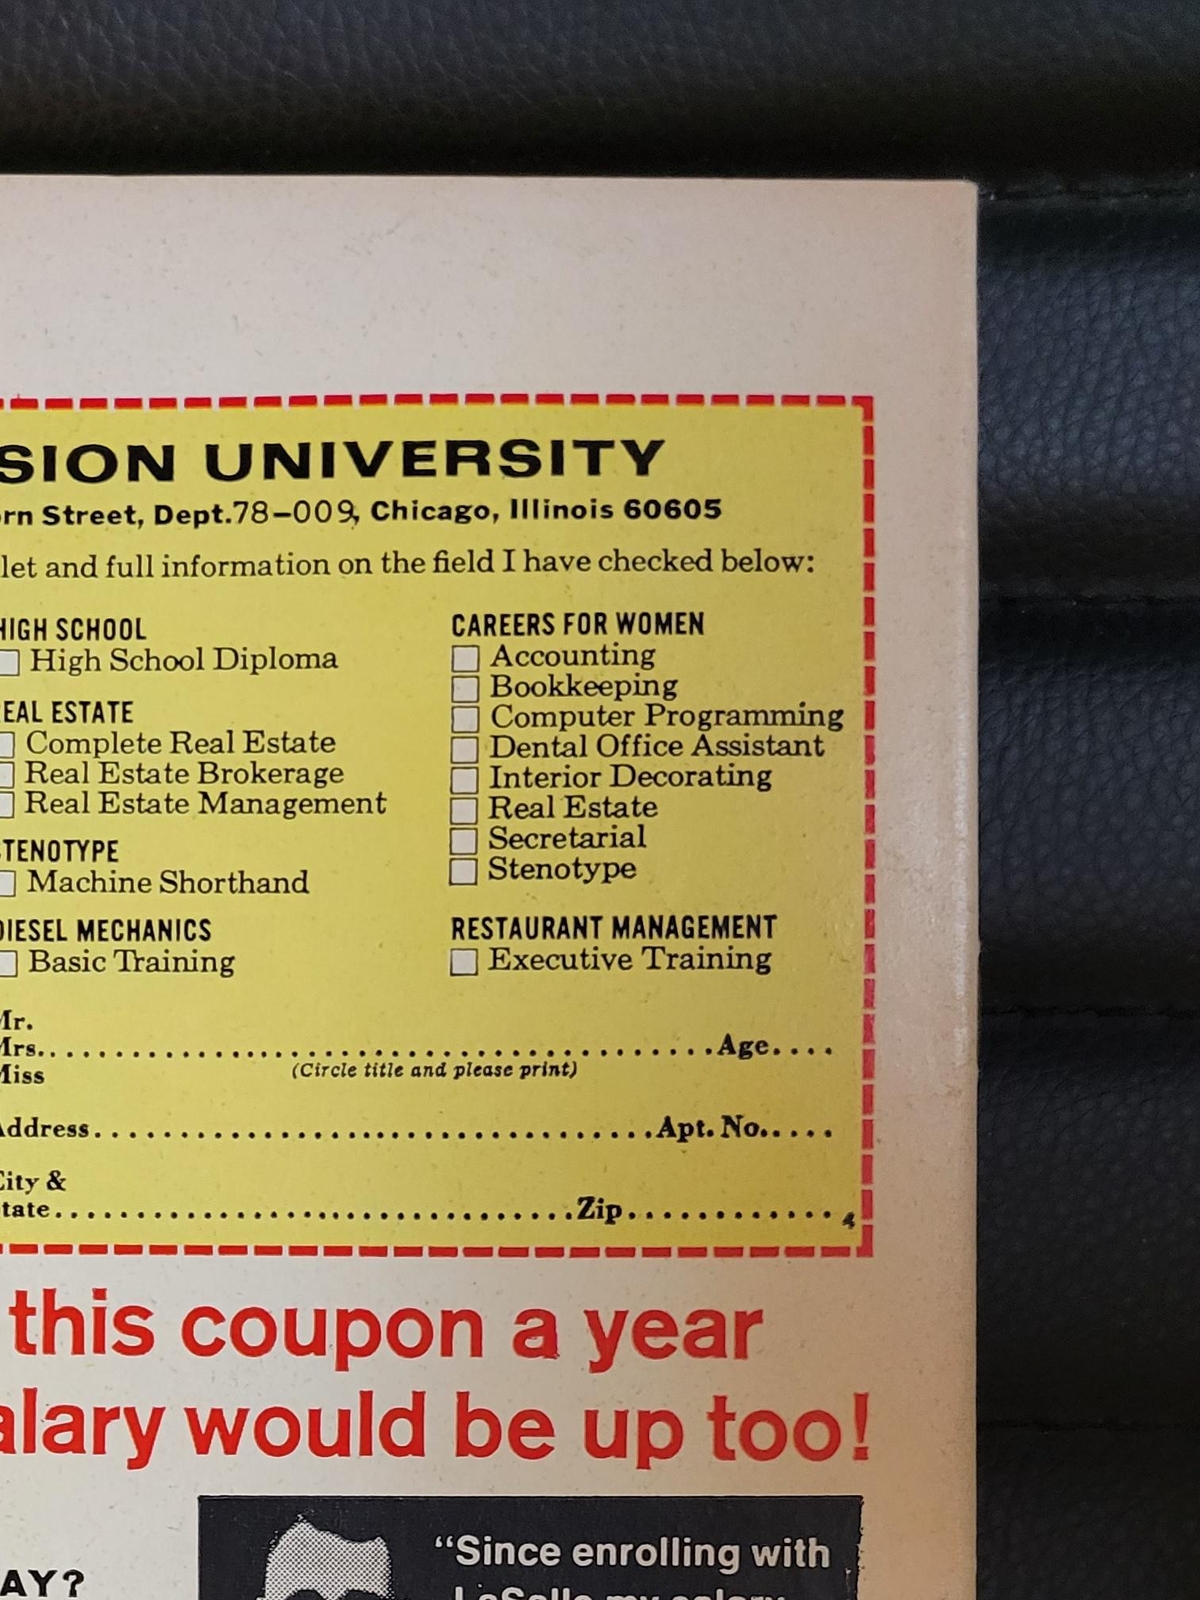 SION UNIVERSITY
orn Street, Dept.78-009, Chicago, Illinois 60605
let and full information on the field I have checked below:
HIGH SCHOOL
High School Diploma
EAL ESTATE
Complete Real Estate
Real Estate Brokerage
Real Estate Management
TENOTYPE
Machine Shorthand
DIESEL MECHANICS
Basic Training
CAREERS FOR WOMEN
Accounting
Bookkeeping
Computer Programming
Dental Office Assistant
Interior Decorating
Real Estate
Secretarial
Stenotype
RESTAURANT MANAGEMENT
Executive Training
Mr.
Mrs. Age
Miss (Circle title and please print)
Address Apt. No.
City &
tate Zip
this coupon a year
alary would be up too!
AY?
"Since enrolling with
LaSalle my salary